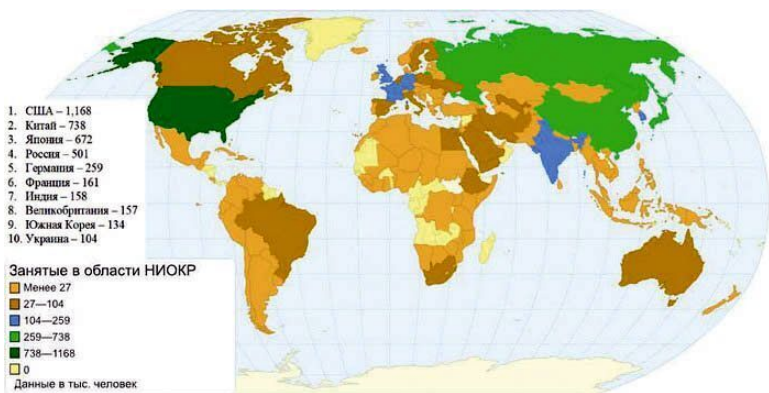 1. США – 1,168
2. Китай – 738
3. Япония – 672
4. Россия – 501
5. Германия – 259
6. Франция – 161
7. Индия – 158
8. Великобритания – 157
9. Южная Корея – 134
10. Украина – 104
Занятые в области НИОКР
Менее 27
27—104
104—259
259—738
738—1168
0
Данные в тыс. человек